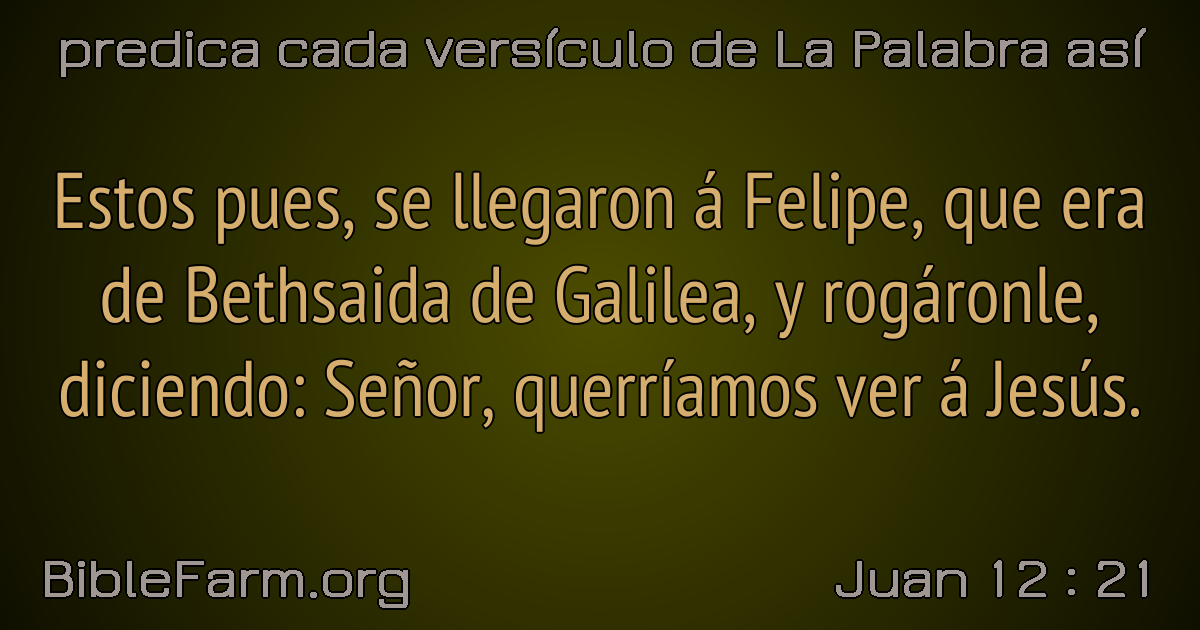 predica cada versículo de La Palabra así
Estos pues, se llegaron á Felipe, que era
de Bethsaida de Galilea, y rogáronle,
diciendo: Señor, querríamos ver á Jesús.
BibleFarm.org
Juan 12 : 21